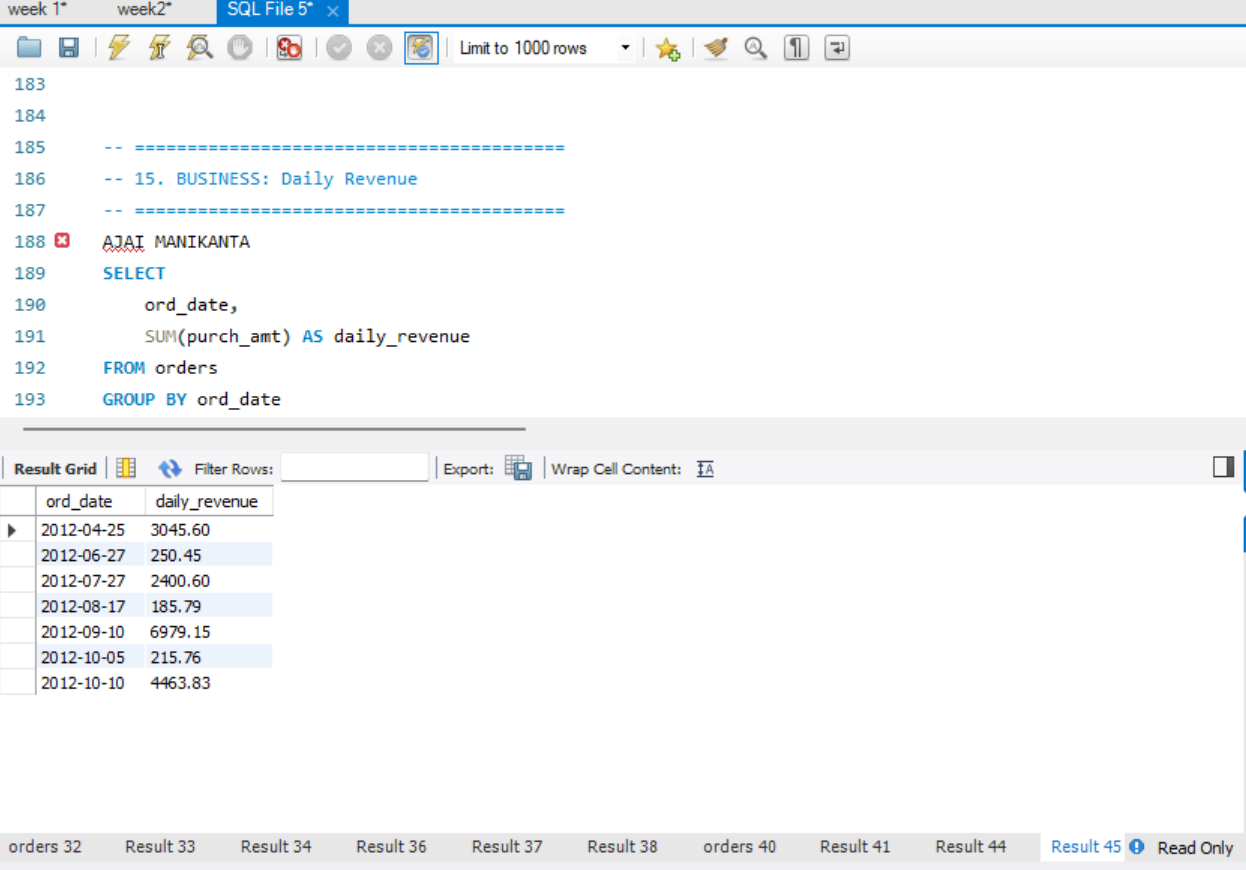 week 1* week2* SQL File 5* ×
Limit to 1000 rows
183
184
185 -- =========================================
186 -- 15. BUSINESS: Daily Revenue
187 -- =========================================
188 AJAI MANIKANTA
189 SELECT
190 ord_date,
191 SUM(purch_amt) AS daily_revenue
192 FROM orders
193 GROUP BY ord_date
Result Grid Filter Rows: Export: Wrap Cell Content:
ord_date daily_revenue
2012-04-25 3045.60
2012-06-27 250.45
2012-07-27 2400.60
2012-08-17 185.79
2012-09-10 6979.15
2012-10-05 215.76
2012-10-10 4463.83
orders 32 Result 33 Result 34 Result 36 Result 37 Result 38 orders 40 Result 41 Result 44 Result 45 Read Only